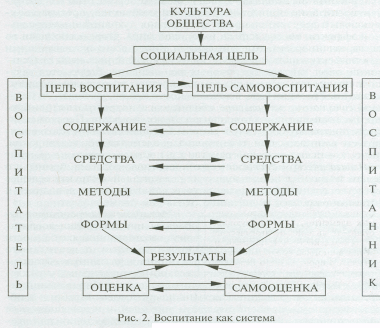 КУЛЬТУРА
ОБЩЕСТВА
СОЦИАЛЬНАЯ ЦЕЛЬ
ЦЕЛЬ ВОСПИТАНИЯ ЦЕЛЬ САМОВОСПИТАНИЯ
СОДЕРЖАНИЕ СОДЕРЖАНИЕ
СРЕДСТВА СРЕДСТВА
МЕТОДЫ МЕТОДЫ
ФОРМЫ ФОРМЫ
РЕЗУЛЬТАТЫ
ОЦЕНКА САМООЦЕНКА
ВОСПИТАТЕЛЬ
ВОСПИТАННИК
Рис. 2. Воспитание как система